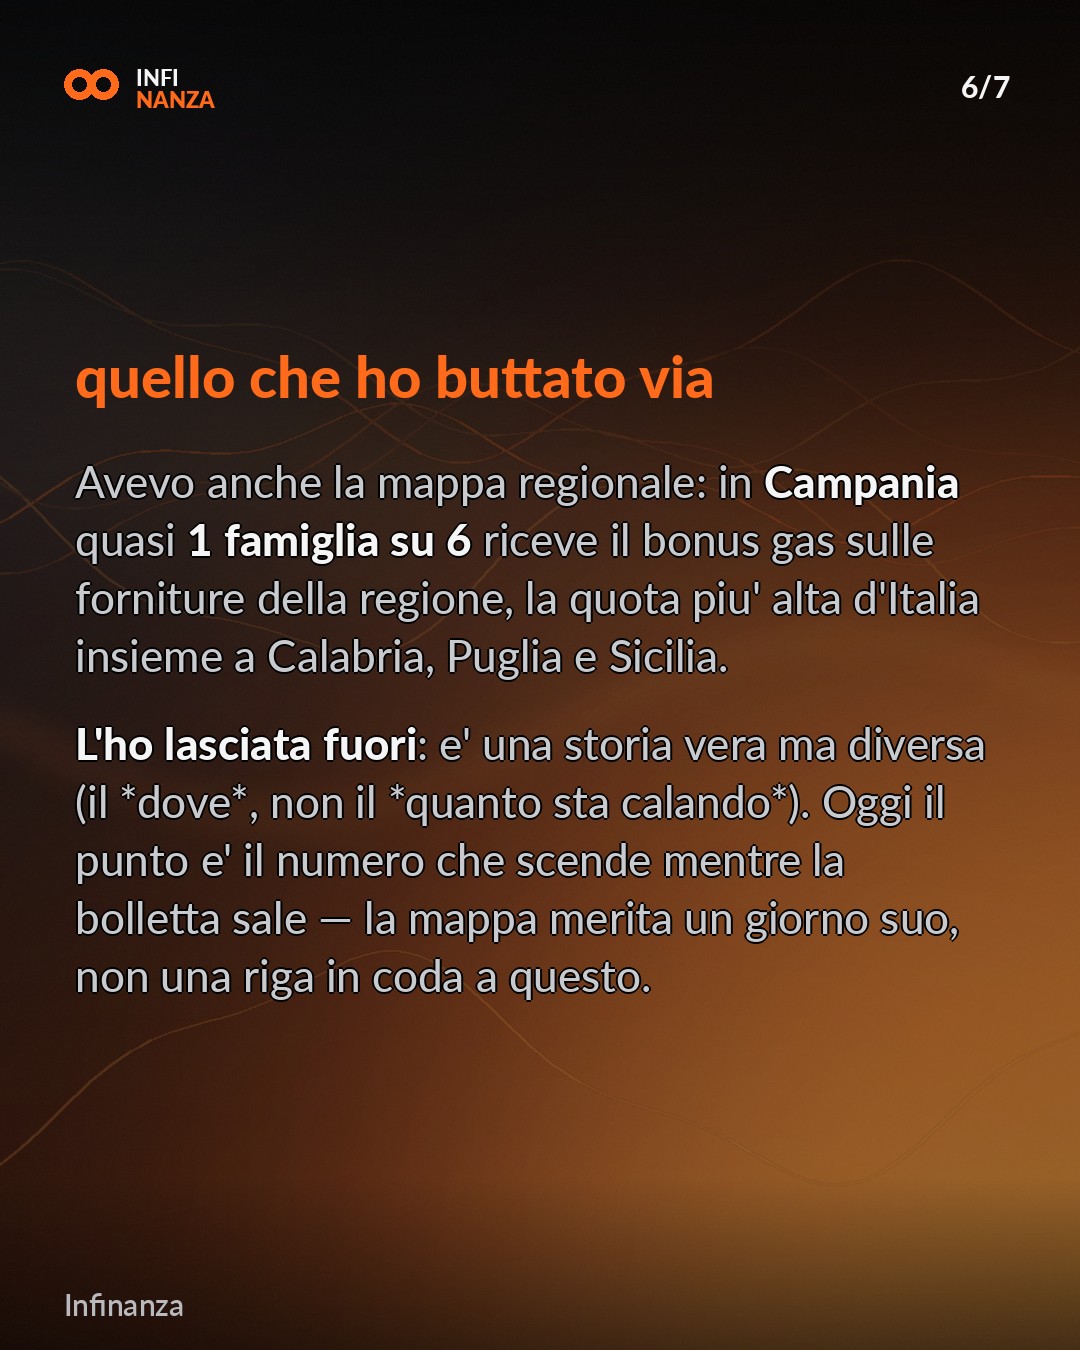 INFI
NANZA
6/7
quello che ho buttato via
Avevo anche la mappa regionale: in Campania
quasi 1 famiglia su 6 riceve il bonus gas sulle
forniture della regione, la quota piu' alta d'Italia
insieme a Calabria, Puglia e Sicilia.
L'ho lasciata fuori: e' una storia vera ma diversa
(il *dove*, non il *quanto sta calando*). Oggi il
punto e' il numero che scende mentre la
bolletta sale — la mappa merita un giorno suo,
non una riga in coda a questo.
Infinanza